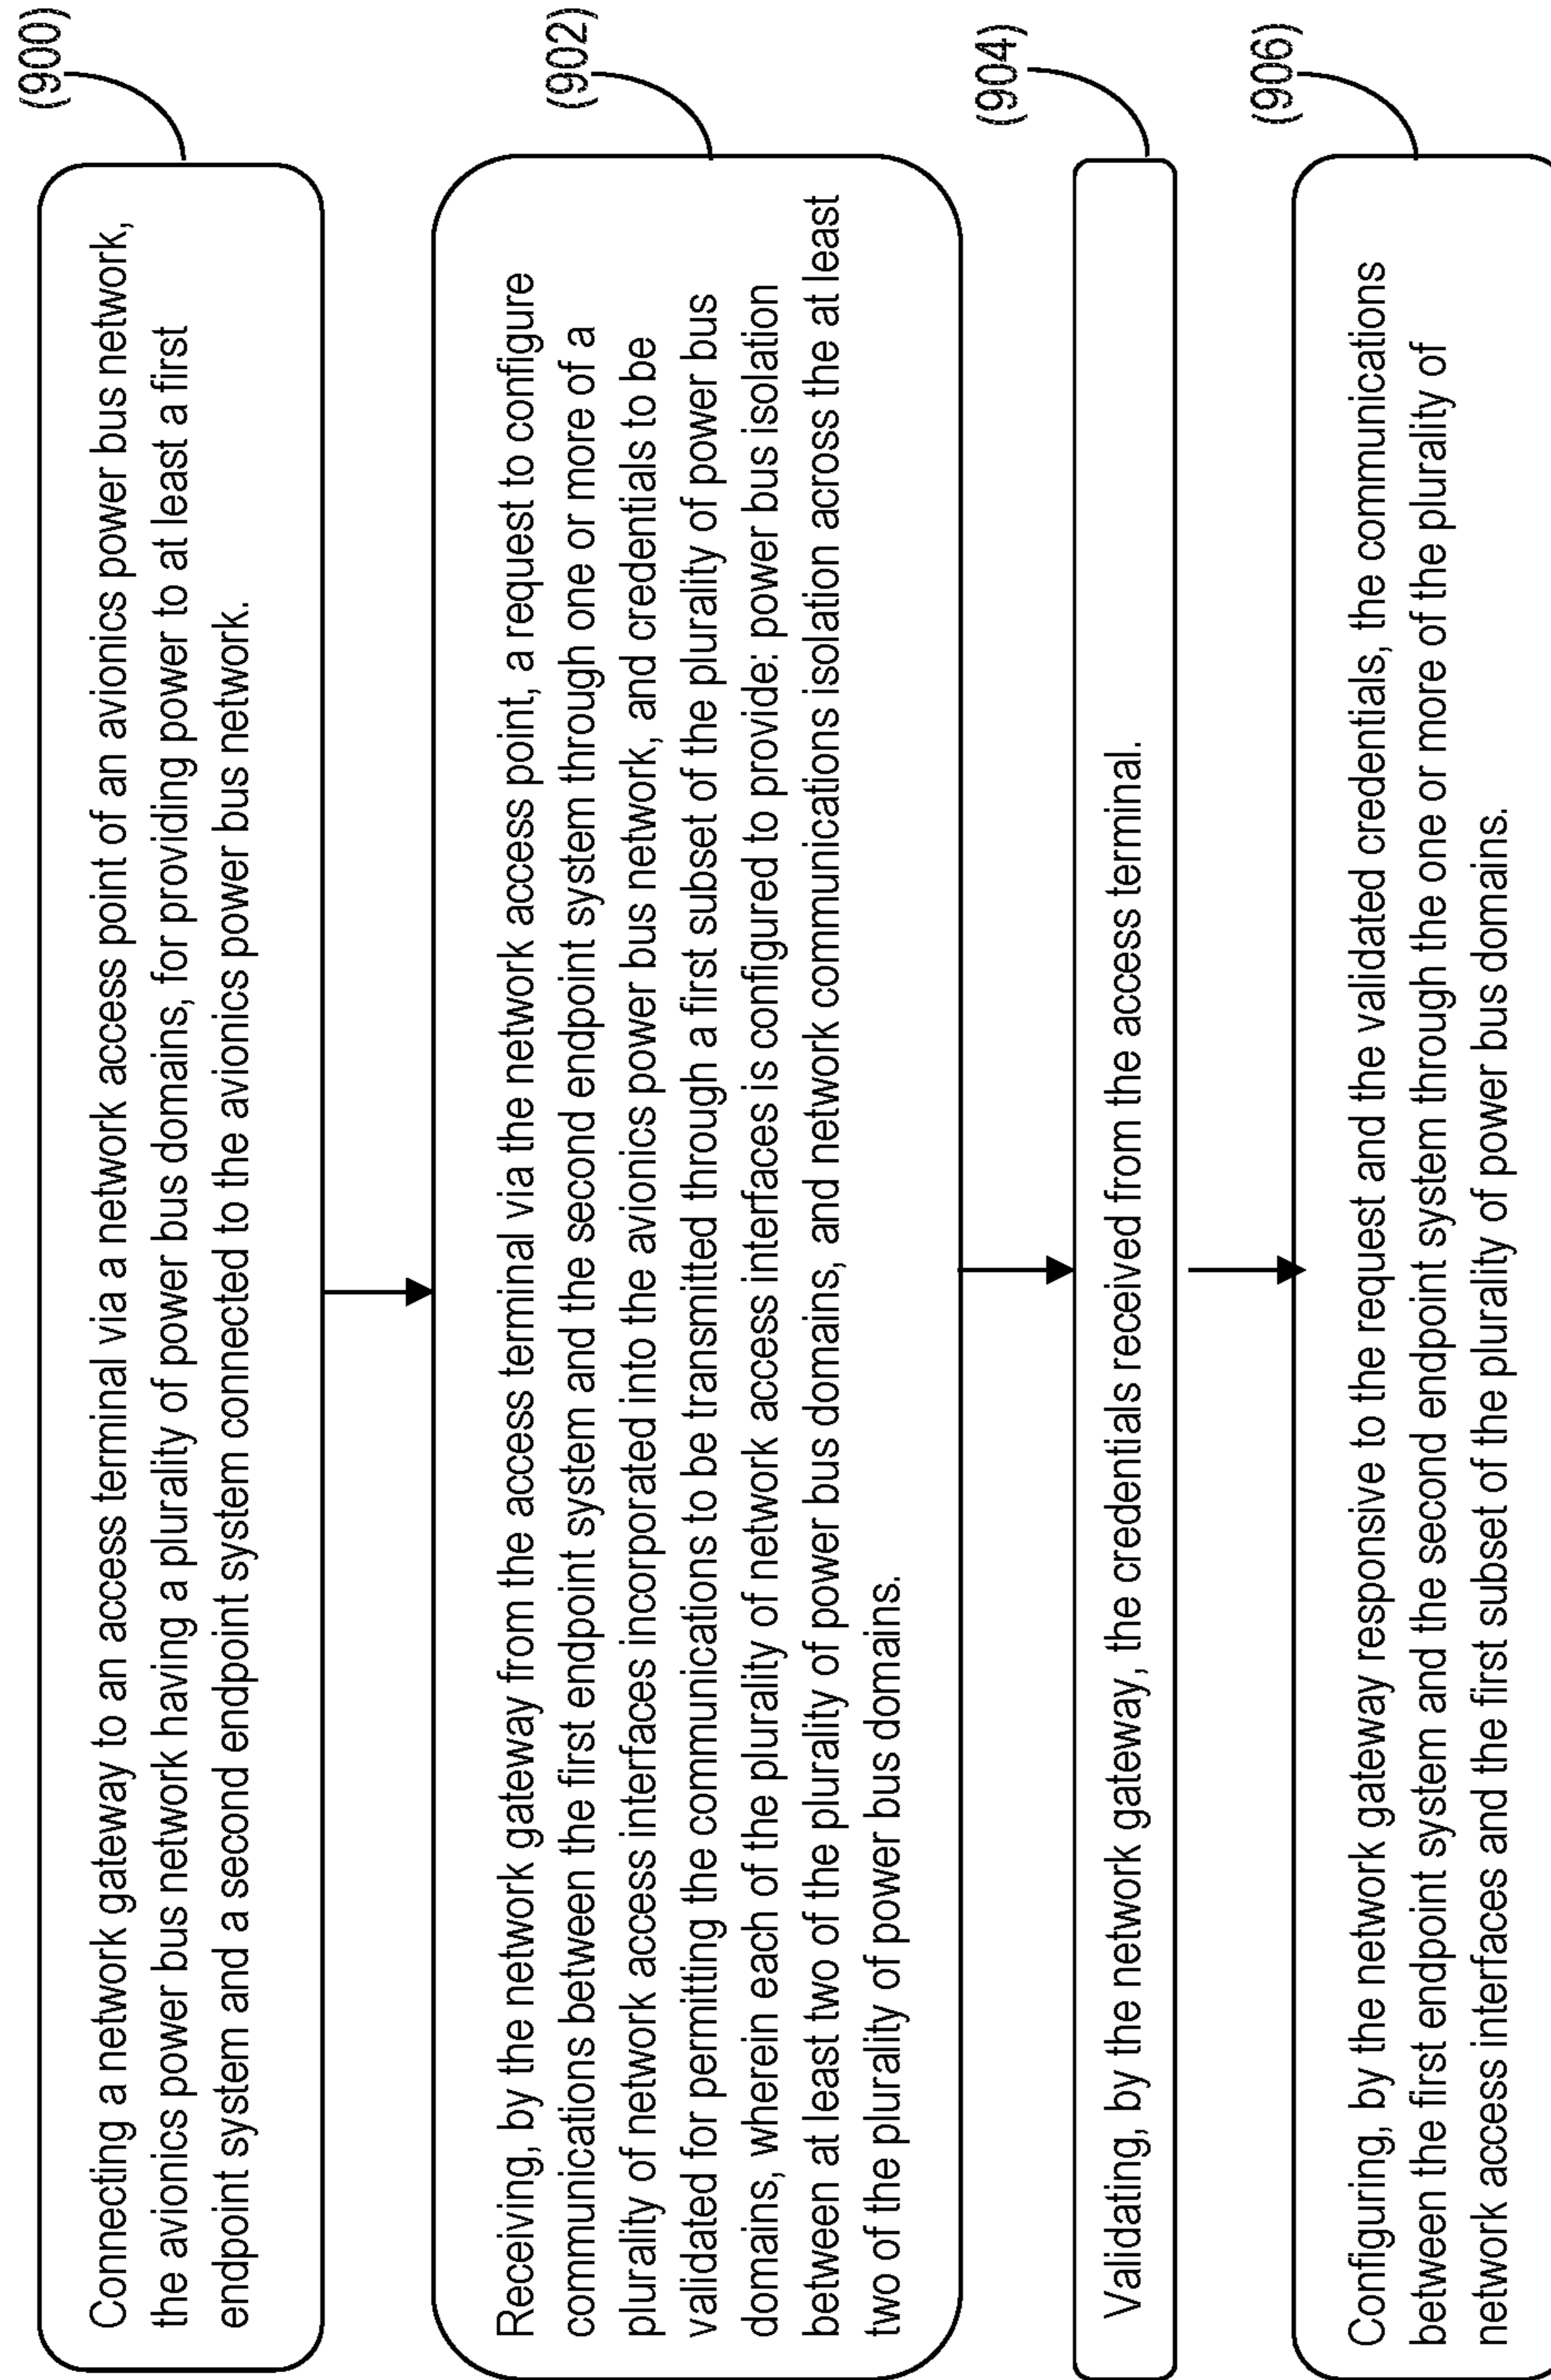 (900)
Connecting a network gateway to an access terminal via a network access point of an avionics power bus network,
the avionics power bus network having a plurality of power bus domains, for providing power to at least a first
endpoint system and a second endpoint system connected to the avionics power bus network.
(902)
Receiving, by the network gateway from the access terminal via the network access point, a request to configure
communications between the first endpoint system and the second endpoint system through one or more of a
plurality of network access interfaces incorporated into the avionics power bus network, and credentials to be
validated for permitting the communications to be transmitted through a first subset of the plurality of power bus
domains, wherein each of the plurality of network access interfaces is configured to provide: power bus isolation
between at least two of the plurality of power bus domains, and network communications isolation across the at least
two of the plurality of power bus domains.
(904)
Validating, by the network gateway, the credentials received from the access terminal.
(906)
Configuring, by the network gateway responsive to the request and the validated credentials, the communications
between the first endpoint system and the second endpoint system through the one or more of the plurality of
network access interfaces and the first subset of the plurality of power bus domains.